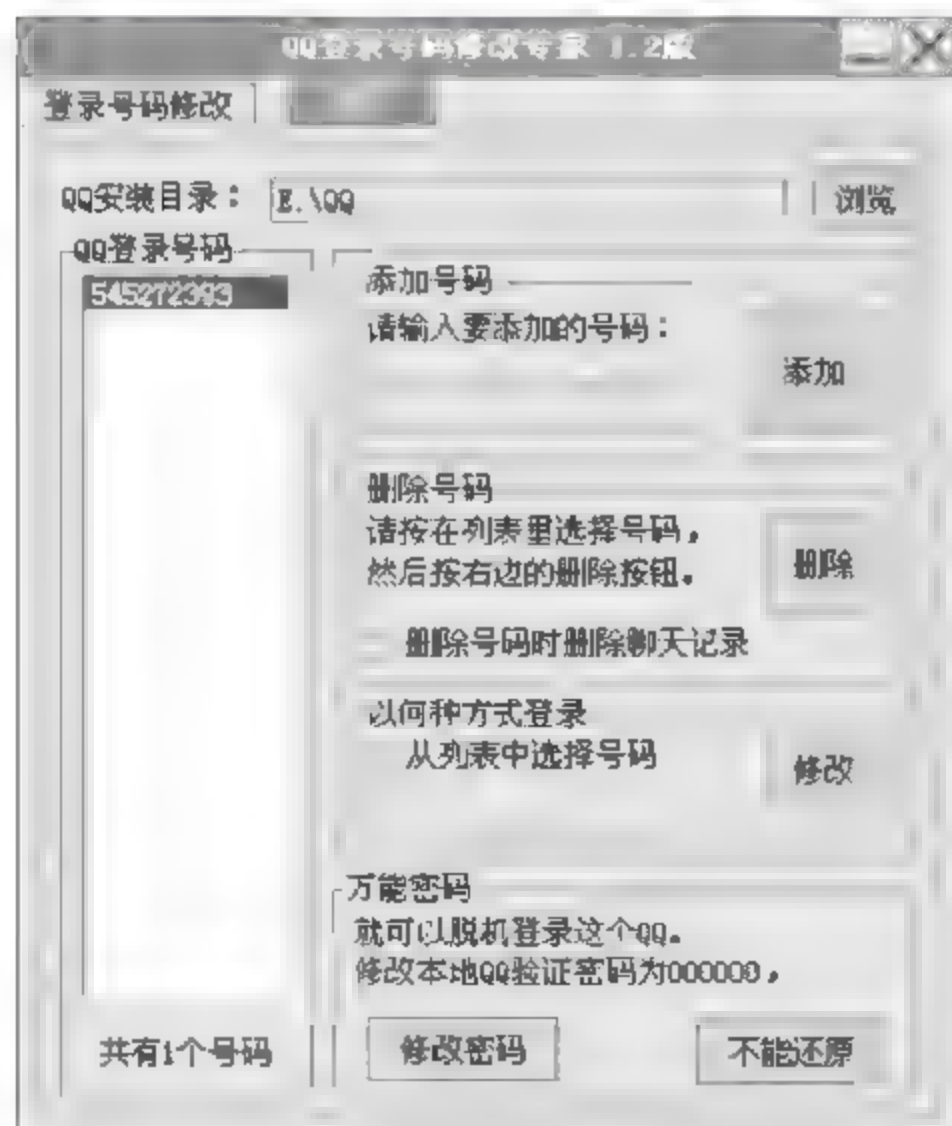 QQ登录号码修改专家 1.2版
登录号码修改
QQ安装目录： E.\QQ 浏览
QQ登录号码
545272393
共有1个号码
添加号码
请输入要添加的号码：
添加
删除号码
请按在列表里选择号码，
然后按右边的删除按钮。
删除
删除号码时删除聊天记录
以何种方式登录
从列表中选择号码
修改
万能密码
就可以脱机登录这个QQ。
修改本地QQ验证密码为000000，
修改密码 不能还原